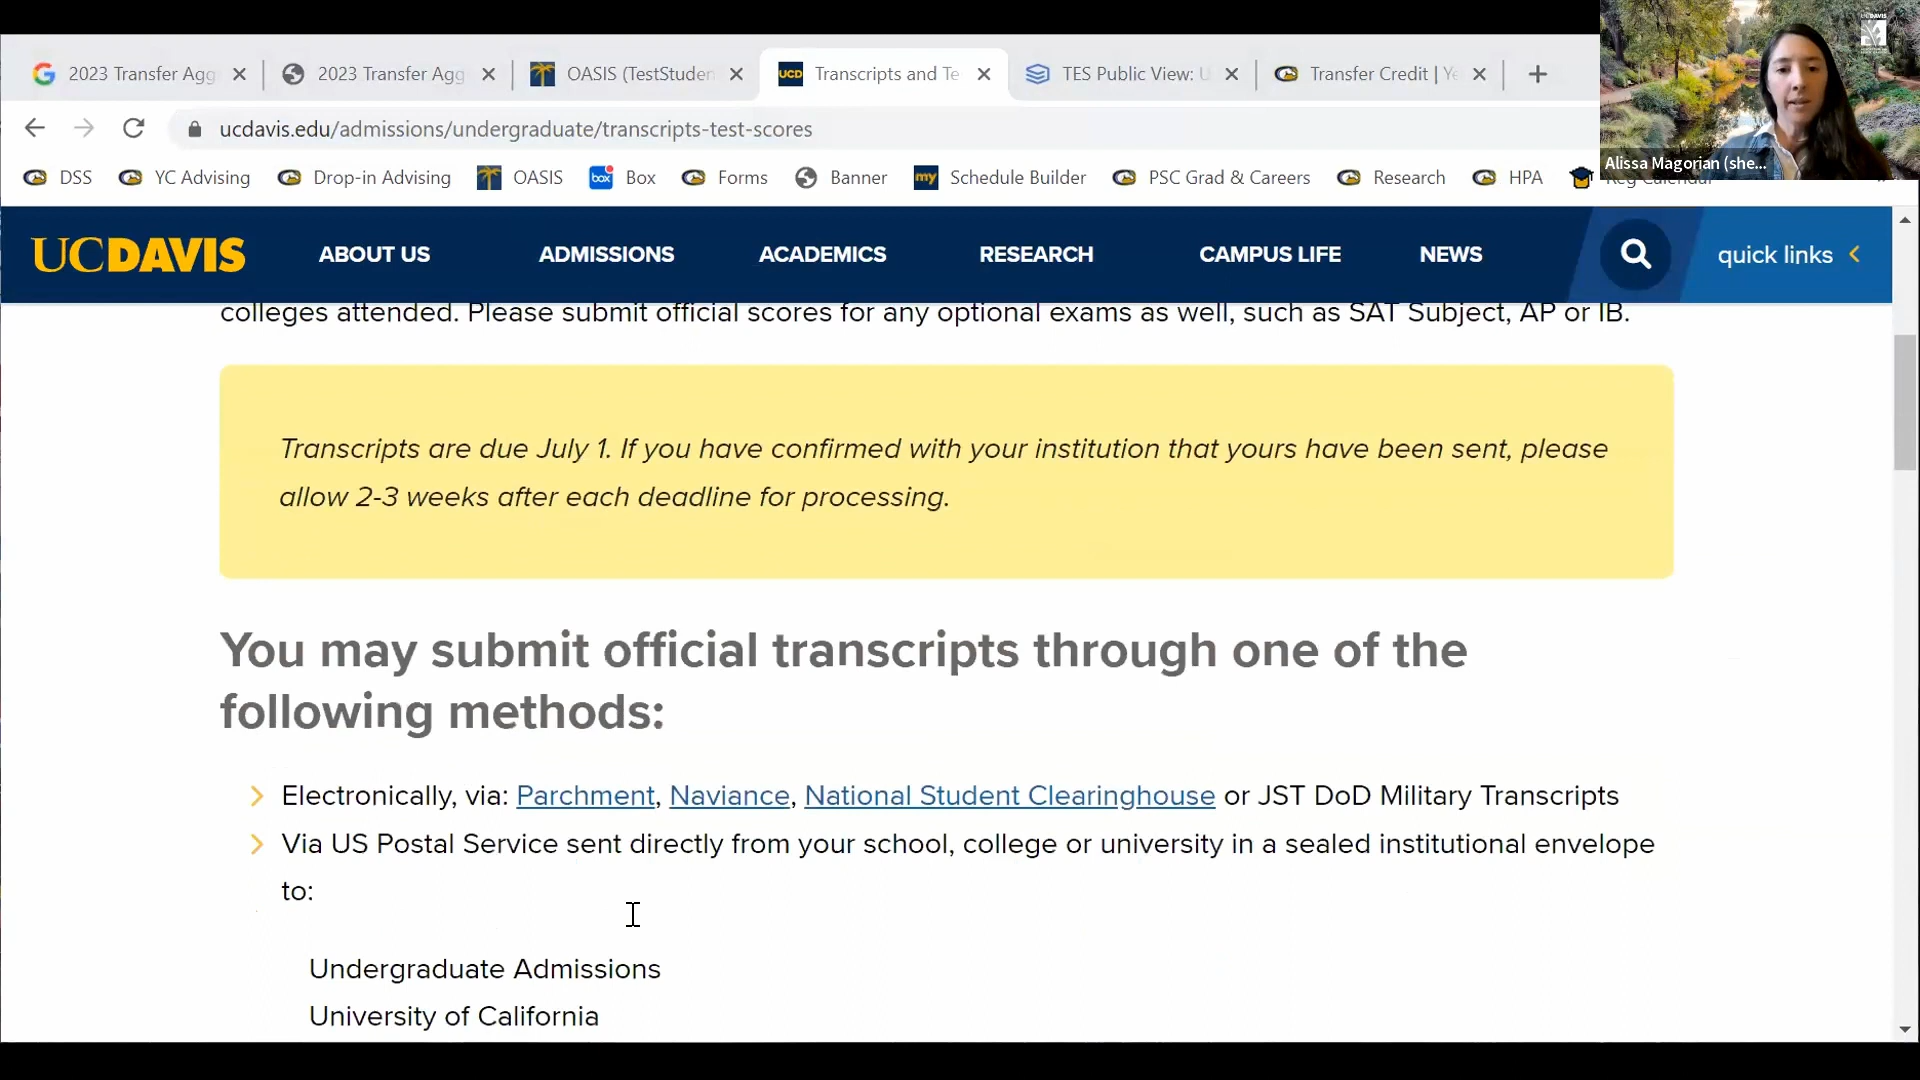 2023 Transfer Agg
2023 Transfer Agg
OASIS (TestStuden
UCD
Transcripts and Te
TES Public View: U
Transfer Credit | Ye
ucdavis.edu/admissions/undergraduate/transcripts-test-scores
DSS
YC Advising
Drop-in Advising
OASIS
box
Box
Forms
Banner
my
Schedule Builder
PSC Grad & Careers
Research
HPA
Reg Calendar
UCDAVIS
Alissa Magorian (she...
UCDAVIS
ABOUT US
ADMISSIONS
ACADEMICS
RESEARCH
CAMPUS LIFE
NEWS
quick links
colleges attended. Please submit official scores for any optional exams as well, such as SAT Subject, AP or IB.
Transcripts are due July 1. If you have confirmed with your institution that yours have been sent, please
allow 2-3 weeks after each deadline for processing.
You may submit official transcripts through one of the
following methods:
Electronically, via: Parchment, Naviance, National Student Clearinghouse or JST DoD Military Transcripts
Via US Postal Service sent directly from your school, college or university in a sealed institutional envelope
to:
Undergraduate Admissions
University of California